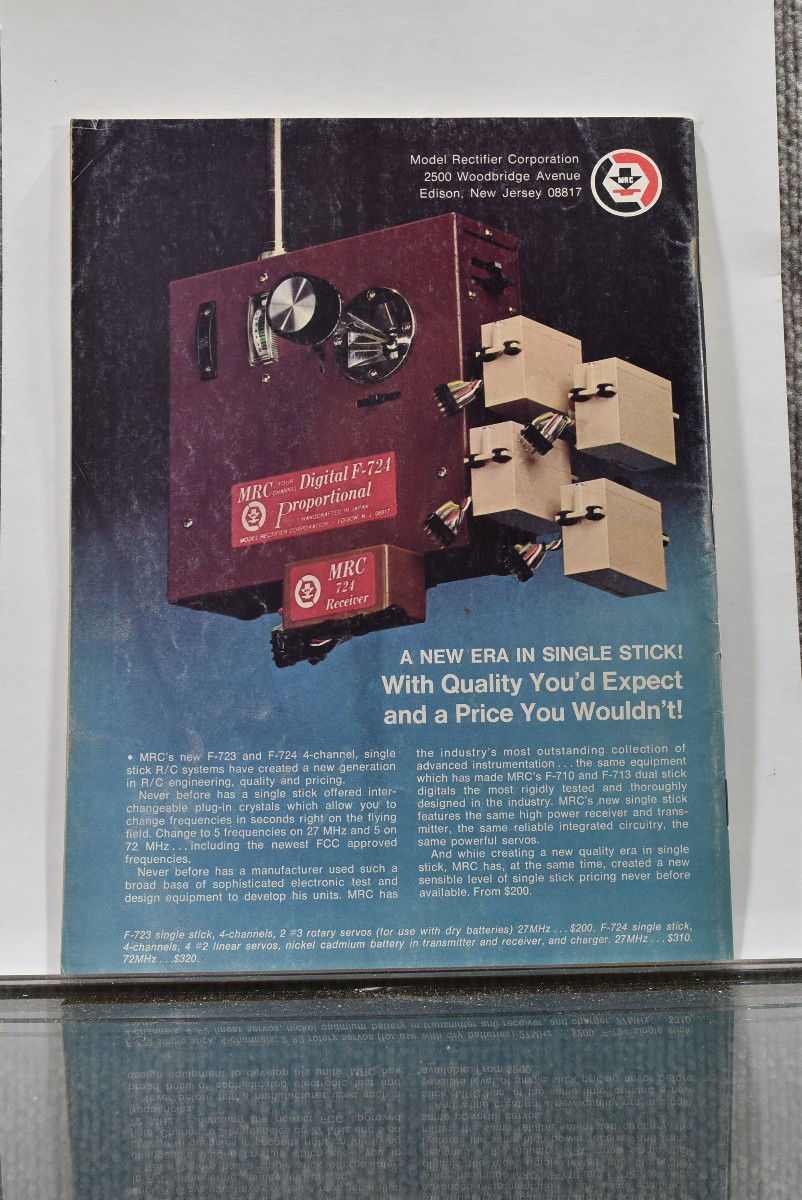 Model Rectifier Corporation
2500 Woodbridge Avenue
Edison, New Jersey 08817
MRC
MRC FOUR CHANNEL Digital F-724
Proportional
HANDCRAFTED IN JAPAN
MODEL RECTIFIER CORPORATION - EDISON, N. J. 08817
MRC
724
Receiver
A NEW ERA IN SINGLE STICK!
With Quality You'd Expect
and a Price You Wouldn't!
• MRC's new F-723 and F-724 4-channel, single
stick R/C systems have created a new generation
in R/C engineering, quality and pricing.
Never before has a single stick offered inter-
changeable plug-in crystals which allow you to
change frequencies in seconds right on the flying
field. Change to 5 frequencies on 27 MHz and 5 on
72 MHz ... including the newest FCC approved
frequencies.
Never before has a manufacturer used such a
broad base of sophisticated electronic test and
design equipment to develop his units. MRC has
the industry's most outstanding collection of
advanced instrumentation ... the same equipment
which has made MRC's F-710 and F-713 dual stick
digitals the most rigidly tested and thoroughly
designed in the industry. MRC's new single stick
features the same high power receiver and trans-
mitter, the same reliable integrated circuitry, the
same powerful servos.
And while creating a new quality era in single
stick, MRC has, at the same time, created a new
sensible level of single stick pricing never before
available. From $200.
F-723 single stick, 4-channels, 2 #3 rotary servos (for use with dry batteries) 27MHz ... $200. F-724 single stick,
4-channels, 4 #2 linear servos, nickel cadmium battery in transmitter and receiver, and charger. 27MHz ... $310.
72MHz ... $320.